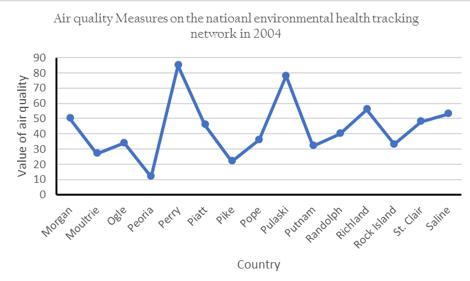 Air quality Measures on the natioanl environmental health tracking
network in 2004
Value of air quality
90
80
70
60
50
40
30
20
10
0
Morgan
Moultrie
Ogle
Peoria
Perry
Piatt
Pike
Pope
Pulaski
Putnam
Randolph
Richland
Rock Island
St. Clair
Saline
Country